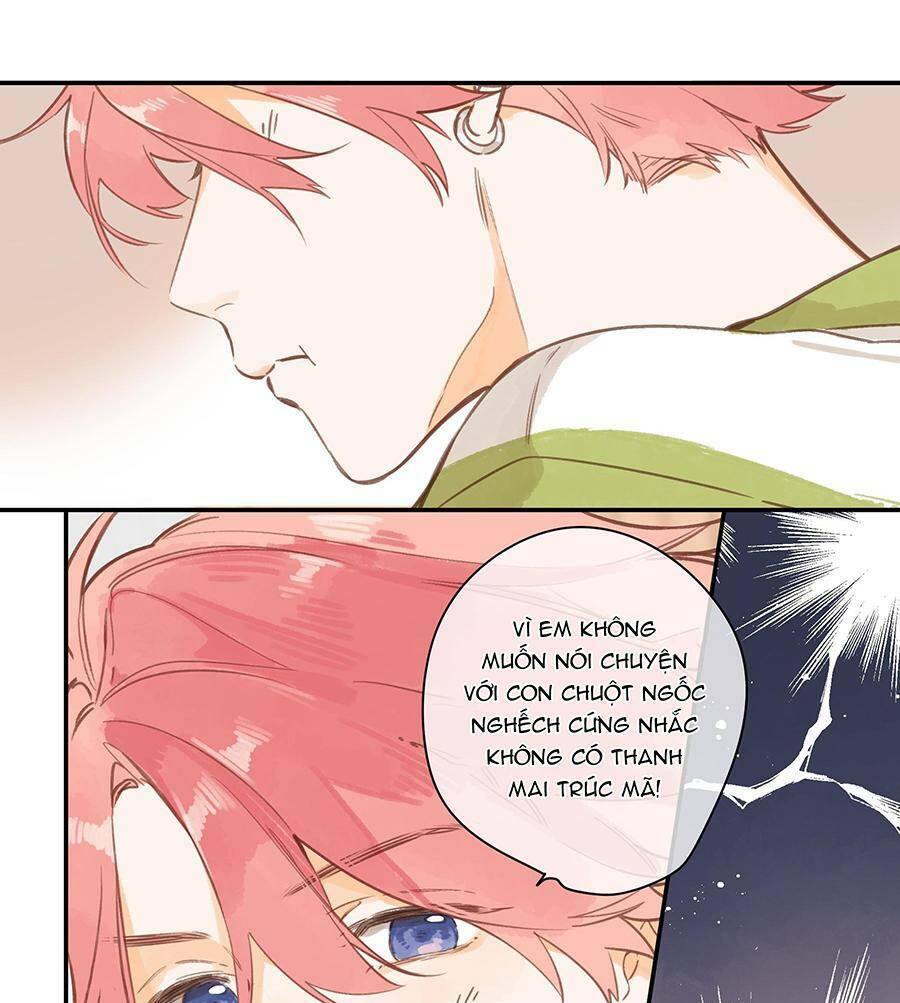 VÌ EM KHÔNG
MUỐN NÓI CHUYỆN
VỚI CON CHUỘT NGỐC
NGHẾCH CỨNG NHẮC
KHÔNG CÓ THANH
MAI TRÚC MÃ!